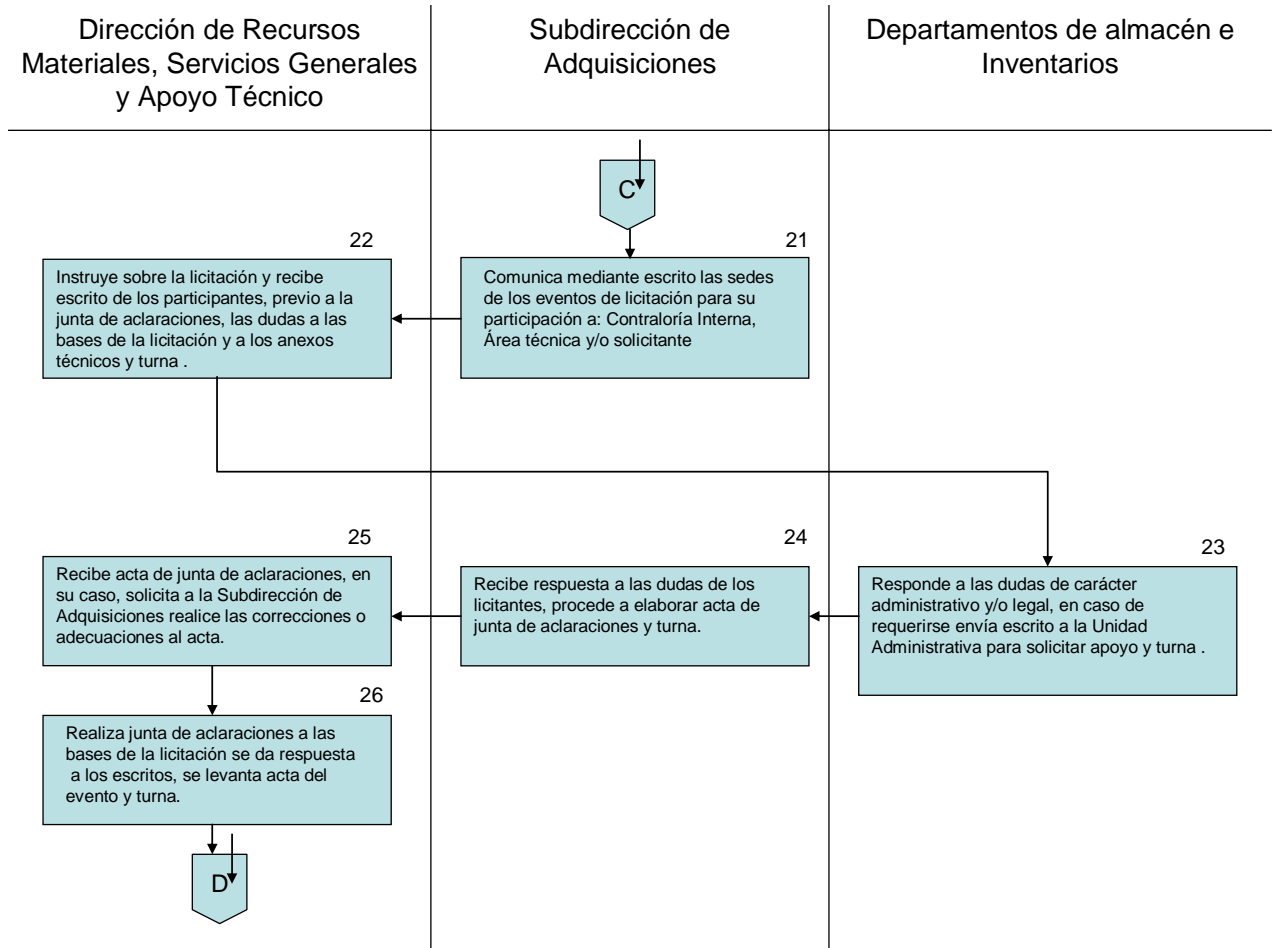 Dirección de Recursos
Materiales, Servicios Generales
y Apoyo Técnico
Subdirección de
Adquisiciones
Departamentos de almacén e
Inventarios
C
21
Comunica mediante escrito las sedes
de los eventos de licitación para su
participación a: Contraloría Interna,
Área técnica y/o solicitante
22
Instruye sobre la licitación y recibe
escrito de los participantes, previo a la
junta de aclaraciones, las dudas a las
bases de la licitación y a los anexos
técnicos y turna .
23
Responde a las dudas de carácter
administrativo y/o legal, en caso de
requerirse envía escrito a la Unidad
Administrativa para solicitar apoyo y turna .
24
Recibe respuesta a las dudas de los
licitantes, procede a elaborar acta de
junta de aclaraciones y turna.
25
Recibe acta de junta de aclaraciones, en
su caso, solicita a la Subdirección de
Adquisiciones realice las correcciones o
adecuaciones al acta.
26
Realiza junta de aclaraciones a las
bases de la licitación se da respuesta
a los escritos, se levanta acta del
evento y turna.
D